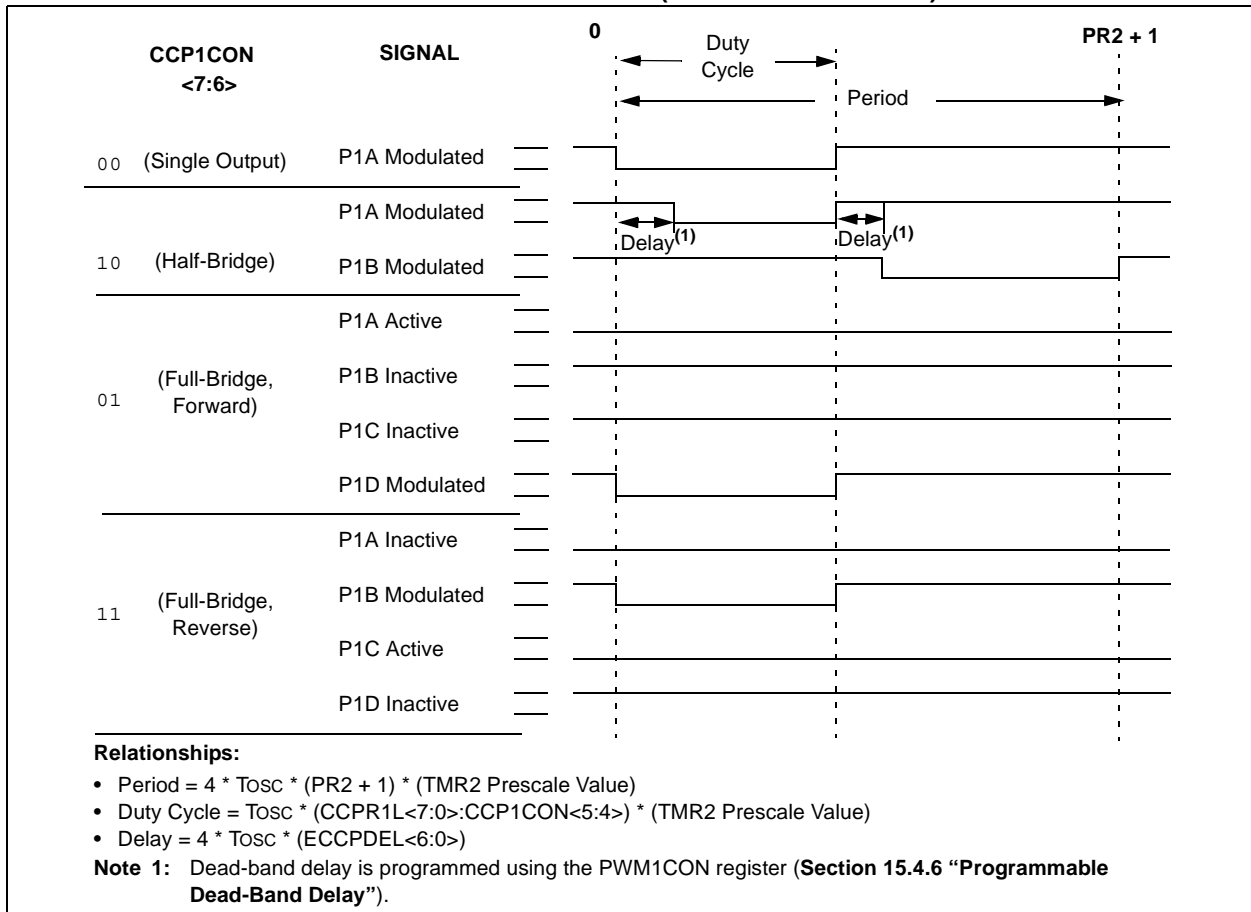 0
PR2 + 1
Duty
Cycle
CCP1CON
<7:6>
SIGNAL
Period
00 (Single Output) P1A Modulated
P1A Modulated
Delay(1) Delay(1)
10 (Half-Bridge) P1B Modulated
P1A Active
P1B Inactive
01 (Full-Bridge,
Forward)
P1C Inactive
P1D Modulated
P1A Inactive
P1B Modulated
11 (Full-Bridge,
Reverse)
P1C Active
P1D Inactive
Relationships:
• Period = 4 * TOSC * (PR2 + 1) * (TMR2 Prescale Value)
• Duty Cycle = TOSC * (CCPR1L<7:0>:CCP1CON<5:4>) * (TMR2 Prescale Value)
• Delay = 4 * TOSC * (ECCPDEL<6:0>)
Note 1: Dead-band delay is programmed using the PWM1CON register (Section 15.4.6 “Programmable
Dead-Band Delay”).